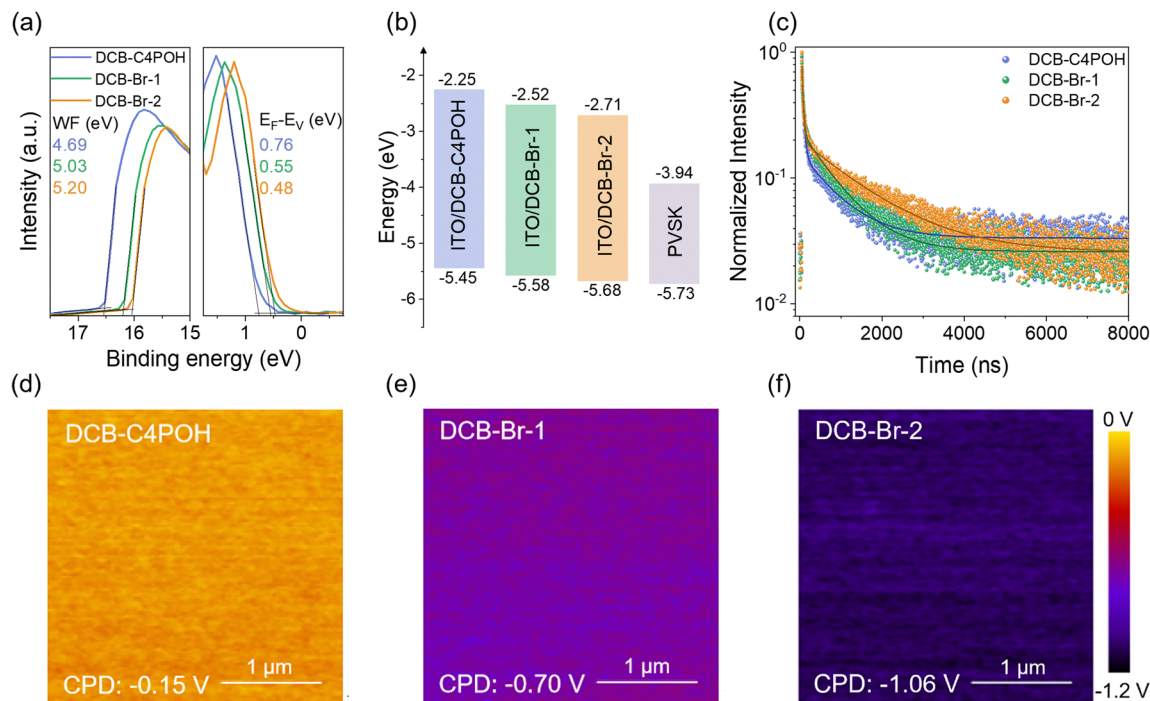 (a)
DCB-C4POH
DCB-Br-1
DCB-Br-2
WF (eV)
4.69
5.03
5.20
E_F-E_V (eV)
0.76
0.55
0.48
Intensity (a.u.)
17 16 15 1 0
Binding energy (eV)
(b)
Energy (eV)
-2
-3
-4
-5
-6
-2.25
ITO/DCB-C4POH
-5.45
-2.52
ITO/DCB-Br-1
-5.58
-2.71
ITO/DCB-Br-2
-5.68
-3.94
PVSK
-5.73
(c)
DCB-C4POH
DCB-Br-1
DCB-Br-2
Normalized Intensity
10⁰
10⁻¹
10⁻²
0 2000 4000 6000 8000
Time (ns)
(d)
DCB-C4POH
CPD: -0.15 V
1 µm
(e)
DCB-Br-1
CPD: -0.70 V
1 µm
(f)
DCB-Br-2
CPD: -1.06 V
1 µm
0 V
-1.2 V